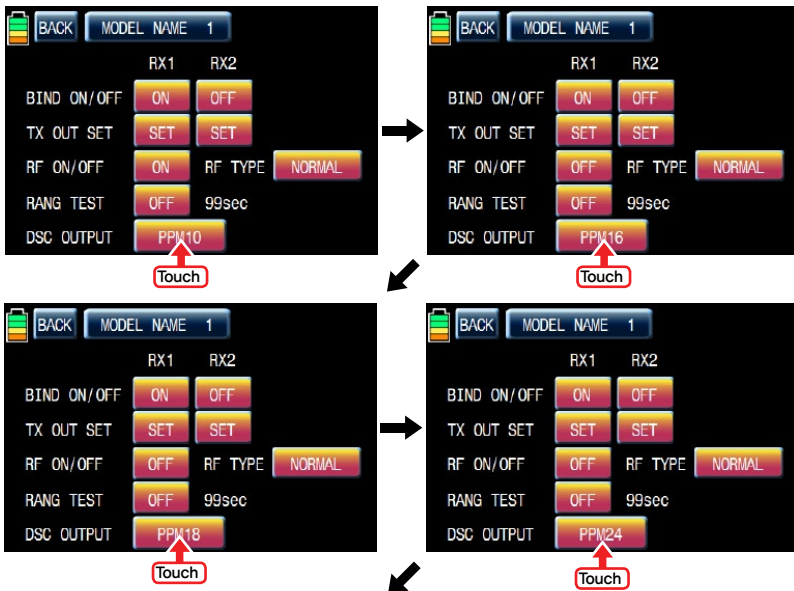 BACK MODEL NAME 1
RX1 RX2
BIND ON/OFF ON OFF
TX OUT SET SET SET
RF ON/OFF ON RF TYPE NORMAL
RANG TEST OFF 99sec
DSC OUTPUT PPM10
Touch
BACK MODEL NAME 1
RX1 RX2
BIND ON/OFF ON OFF
TX OUT SET SET SET
RF ON/OFF OFF RF TYPE NORMAL
RANG TEST OFF 99sec
DSC OUTPUT PPM16
Touch
BACK MODEL NAME 1
RX1 RX2
BIND ON/OFF ON OFF
TX OUT SET SET SET
RF ON/OFF OFF RF TYPE NORMAL
RANG TEST OFF 99sec
DSC OUTPUT PPM18
Touch
BACK MODEL NAME 1
RX1 RX2
BIND ON/OFF ON OFF
TX OUT SET SET SET
RF ON/OFF OFF RF TYPE NORMAL
RANG TEST OFF 99sec
DSC OUTPUT PPM24
Touch